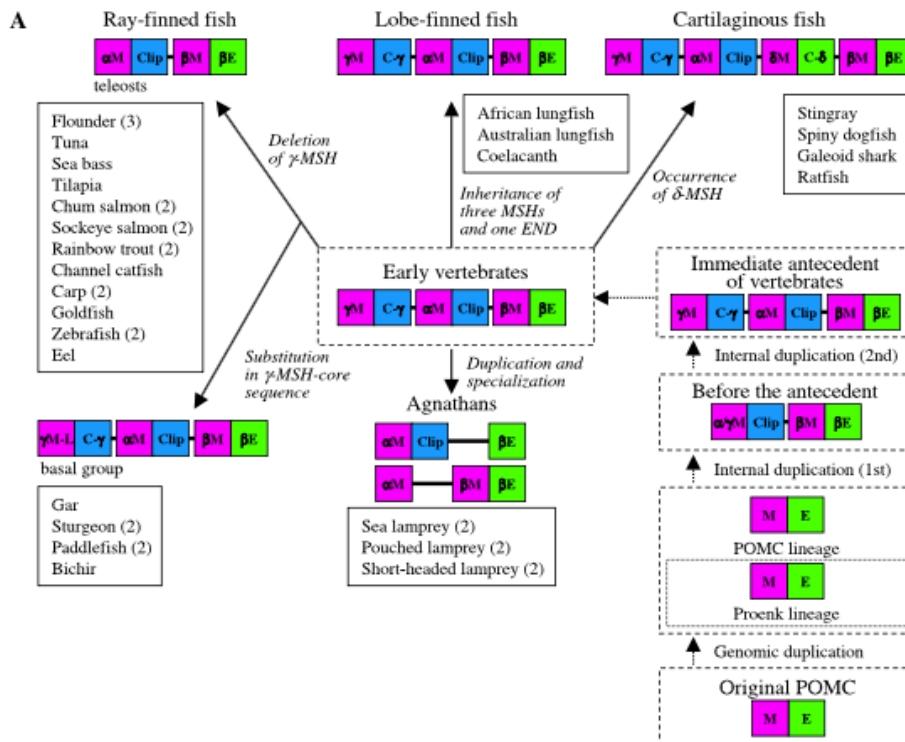 A
Ray-finned fish
αM Clip βM βE
teleosts
Flounder (3)
Tuna
Sea bass
Tilapia
Chum salmon (2)
Sockeye salmon (2)
Rainbow trout (2)
Channel catfish
Carp (2)
Goldfish
Zebrafish (2)
Eel
Deletion
of γ-MSH
Lobe-finned fish
γM C-γ αM Clip βM βE
African lungfish
Australian lungfish
Coelacanth
Inheritance of
three MSHs
and one END
Cartilaginous fish
γM C-γ αM Clip δM C-δ βM βE
Stingray
Spiny dogfish
Galeoid shark
Ratfish
Occurrence
of δ-MSH
Early vertebrates
γM C-γ αM Clip βM βE
Substitution
in γ-MSH-core
sequence
γM-L C-γ αM Clip βM βE
basal group
Gar
Sturgeon (2)
Paddlefish (2)
Bichir
Duplication and
specialization
Agnathans
αM Clip βE
αM βM βE
Sea lamprey (2)
Pouched lamprey (2)
Short-headed lamprey (2)
Immediate antecedent
of vertebrates
γM C-γ αM Clip βM βE
Internal duplication (2nd)
Before the antecedent
α/γM Clip βM βE
Internal duplication (1st)
M E
POMC lineage
M E
Proenk lineage
Genomic duplication
Original POMC
M E